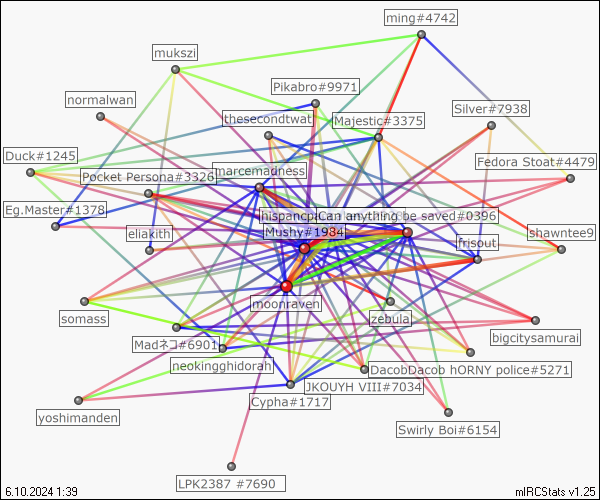 ming#4742
mukszi
Pikabro#9971
normalwan
Silver#7938
thesecondtwat
Majestic#3375
Duck#1245
Fedora Stoat#4479
marcemadness
Pocket Persona#3326
Eg.Master#1378
Can anything be saved#0396
Mushy#1984
eliakith
frjsout
shawntee9
moonraven
somass
zebula
bigcitysamurai
Madネコ#6901
neokingghidorah
DacobDacob hORNY police#5271
JKOUYH VIII#7034
Cypha#1717
yoshimanden
Swirly Boi#6154
LPK2387 #7690
6.10.2024 1:39
mIRCStats v1.25